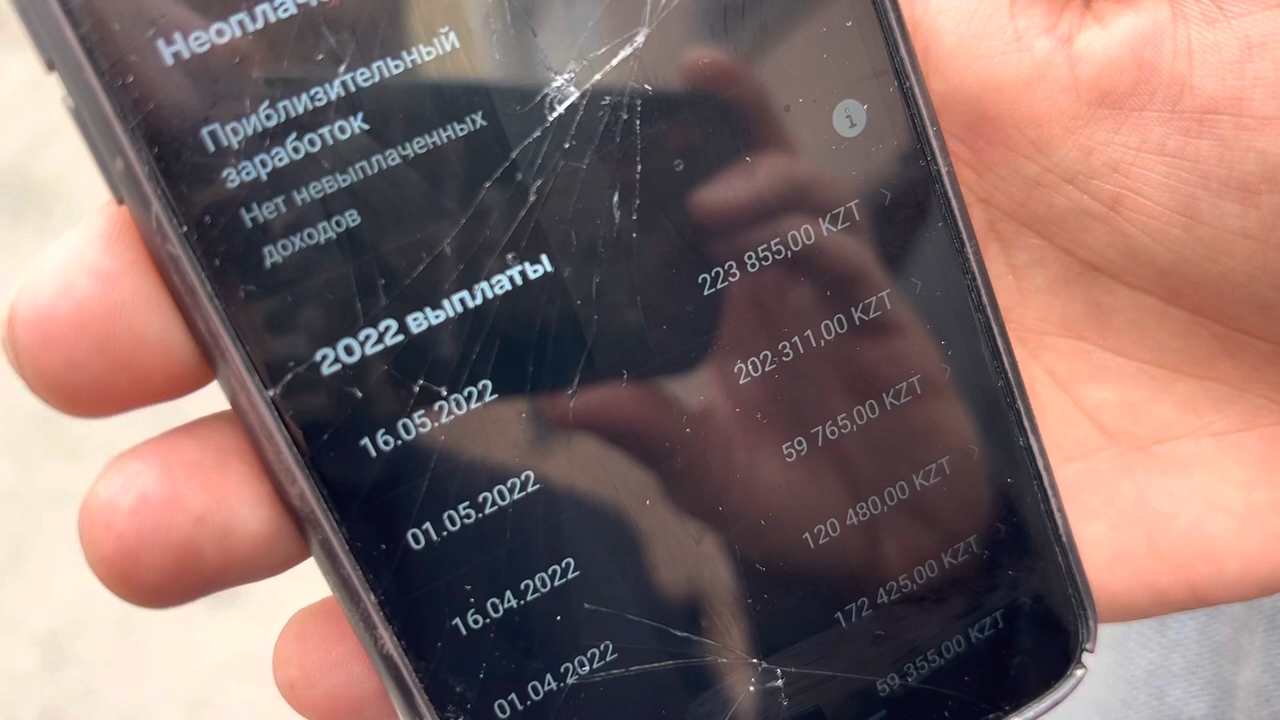 Неоплаче
Приблизительный
заработок
Нет невыплаченных
доходов
2022 выплаты
16.05.2022 223 855,00 KZT
01.05.2022 202 311,00 KZT
16.04.2022 59 765,00 KZT
01.04.2022 120 480,00 KZT
172 425,00 KZT
59 355,00 KZT